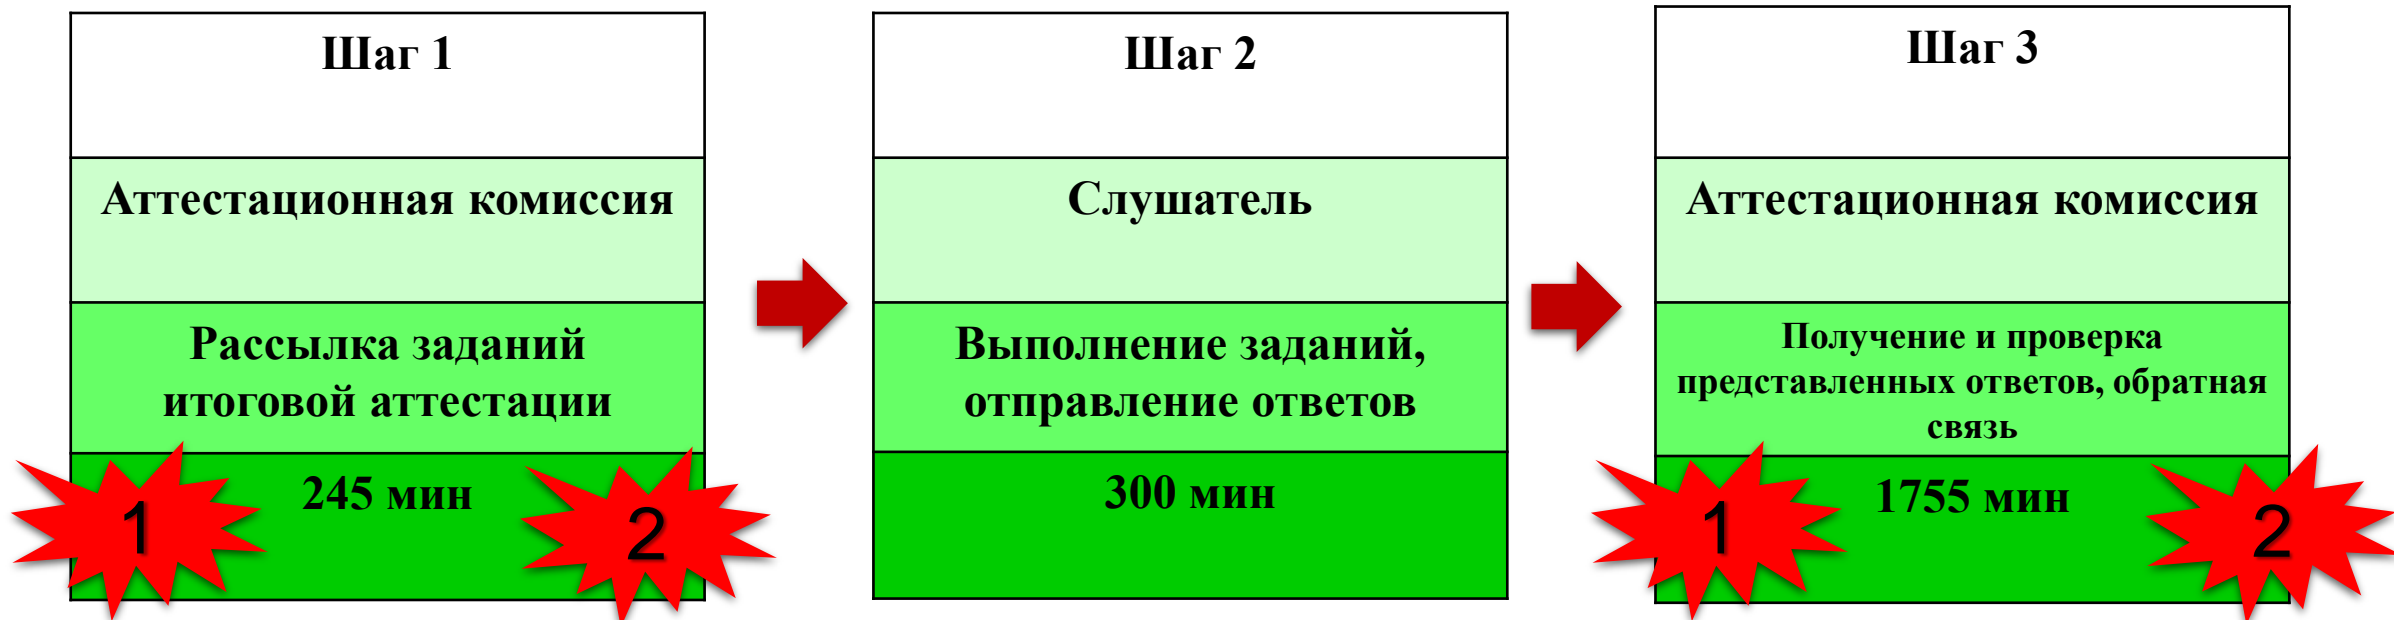 Шаг 1
Аттестационная комиссия
Рассылка заданий
итоговой аттестации
245 мин
1
2
Шаг 2
Слушатель
Выполнение заданий,
отправление ответов
300 мин
Шаг 3
Аттестационная комиссия
Получение и проверка
представленных ответов, обратная
связь
1755 мин
1
2